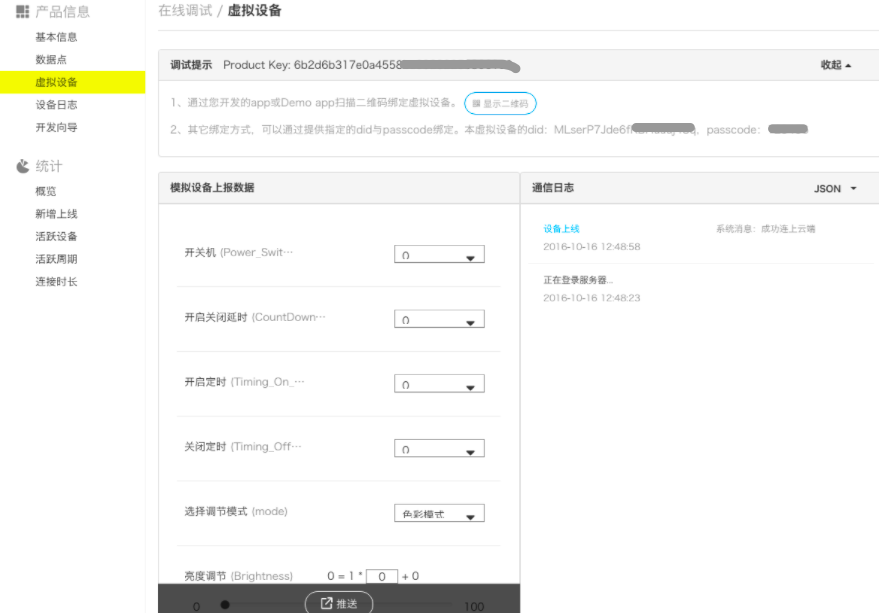 产品信息
基本信息
数据点
虚拟设备
设备日志
开发向导
统计
概览
新增上线
活跃设备
活跃周期
连接时长
在线调试 / 虚拟设备
调试提示 Product Key: 6b2d6b317e0a4558
收起
1、通过您开发的app或Demo app扫描二维码绑定虚拟设备。 显示二维码
2、其它绑定方式，可以通过提供指定的did与passcode绑定。本虚拟设备的did：MLserP7Jde6f passcode：
模拟设备上报数据
开关机 (Power_Swit… 0
开启关闭延时 (CountDown… 0
开启定时 (Timing_On_… 0
关闭定时 (Timing_Off… 0
选择调节模式 (mode) 色彩模式
亮度调节 (Brightness) 0 = 1 * 0 + 0
0 推送 100
通信日志 JSON
设备上线 系统消息：成功连上云端
2016-10-16 12:48:58
正在登录服务器...
2016-10-16 12:48:23